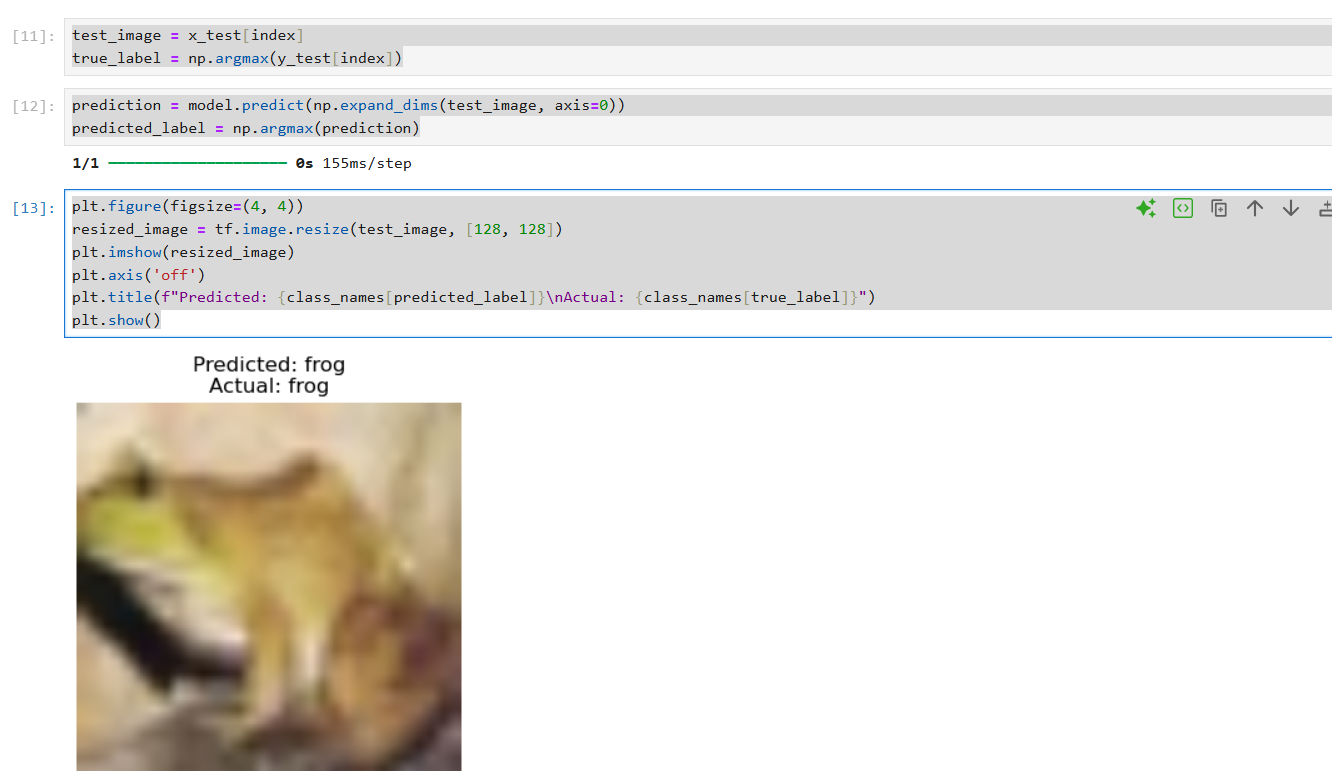 [11]: test_image = x_test[index]
true_label = np.argmax(y_test[index])
[12]: prediction = model.predict(np.expand_dims(test_image, axis=0))
predicted_label = np.argmax(prediction)
1/1 ━━━━━━━━━━━━━━━━━━━━ 0s 155ms/step
[13]: plt.figure(figsize=(4, 4))
resized_image = tf.image.resize(test_image, [128, 128])
plt.imshow(resized_image)
plt.axis('off')
plt.title(f"Predicted: {class_names[predicted_label]}\nActual: {class_names[true_label]}")
plt.show()
Predicted: frog
Actual: frog